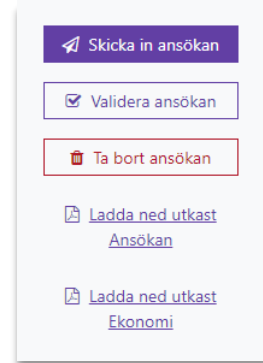 Skicka in ansökan
Validera ansökan
Ta bort ansökan
Ladda ned utkast
Ansökan
Ladda ned utkast
Ekonomi